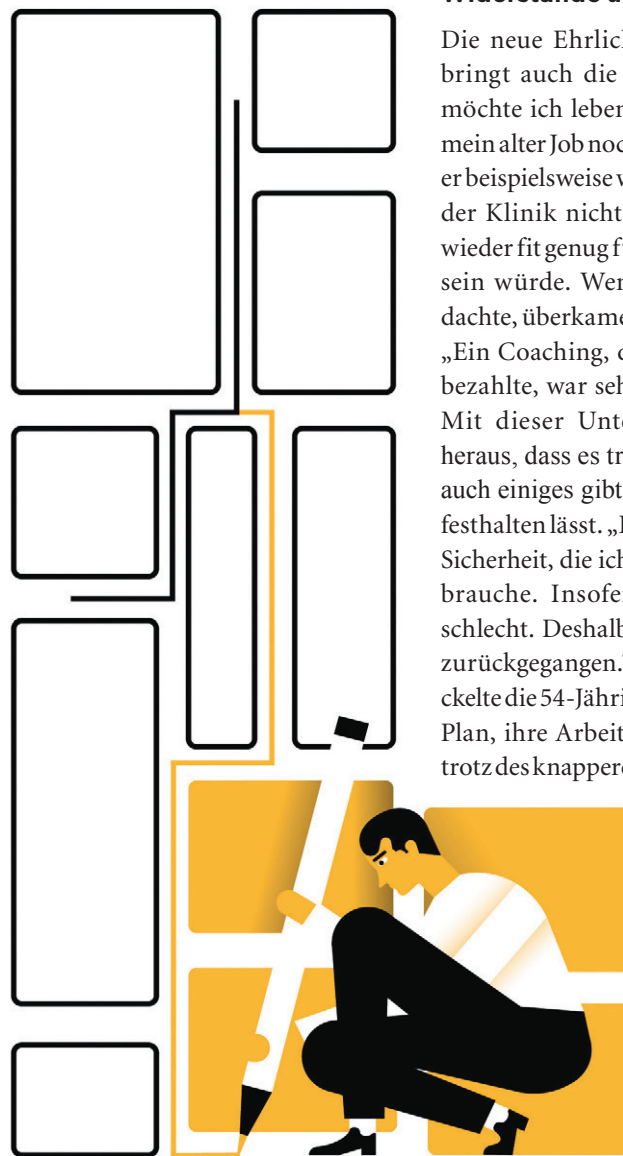 Die neue Ehrlich
bringt auch die
möchte ich leben
mein alter Job noc
er beispielsweise w
der Klinik nicht
wieder fit genug f
sein würde. Wer
dachte, überkame
„Ein Coaching, d
bezahlte, war seh
Mit dieser Unt
heraus, dass es tr
auch einiges gibt
festhalten lässt. „
Sicherheit, die ich
brauche. Insofe
schlecht. Deshalb
zurückgegangen.
ckelte die 54-Jähri
Plan, ihre Arbeit
trotz des knappere